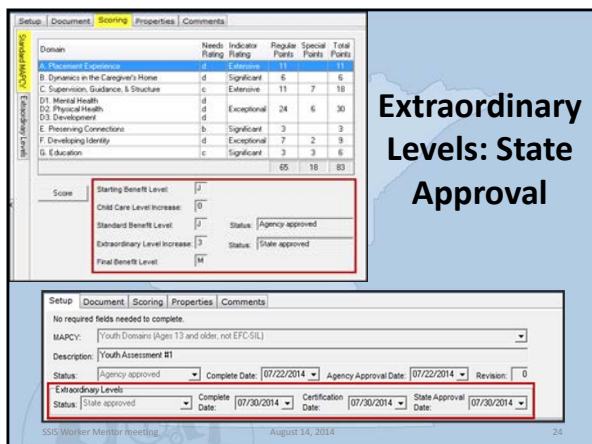 Setup Document Scoring Properties Comments
Standard MAPCY
Extraordinary Levels
Domain Needs Rating Indicator Rating Regular Points Special Points Total Points
A. Placement Experience d Extensive 11 11
B. Dynamics in the Caregiver's Home d Significant 6 6
C. Supervision, Guidance, & Structure c Extensive 11 7 18
D1. Mental Health d
D2. Physical Health d Exceptional 24 6 30
D3. Development d
E. Preserving Connections b Significant 3 3
F. Developing Identity d Exceptional 7 2 9
G. Education c Significant 3 3 6
65 18 83
Score
Starting Benefit Level: J
Child Care Level Increase: 0
Standard Benefit Level: J Status: Agency approved
Extraordinary Level Increase: 3 Status: State approved
Final Benefit Level: M
Extraordinary
Levels: State
Approval
Setup Document Scoring Properties Comments
No required fields needed to complete.
MAPCY: Youth Domains (Ages 13 and older, not EFC-SIL)
Description: Youth Assessment #1
Status: Agency approved Complete Date: 07/22/2014 Agency Approval Date: 07/22/2014 Revision: 0
Extraordinary Levels
Status: State approved Complete Date: 07/30/2014 Certification Date: 07/30/2014 State Approval Date: 07/30/2014
SSIS Worker Mentor meeting August 14, 2014 24